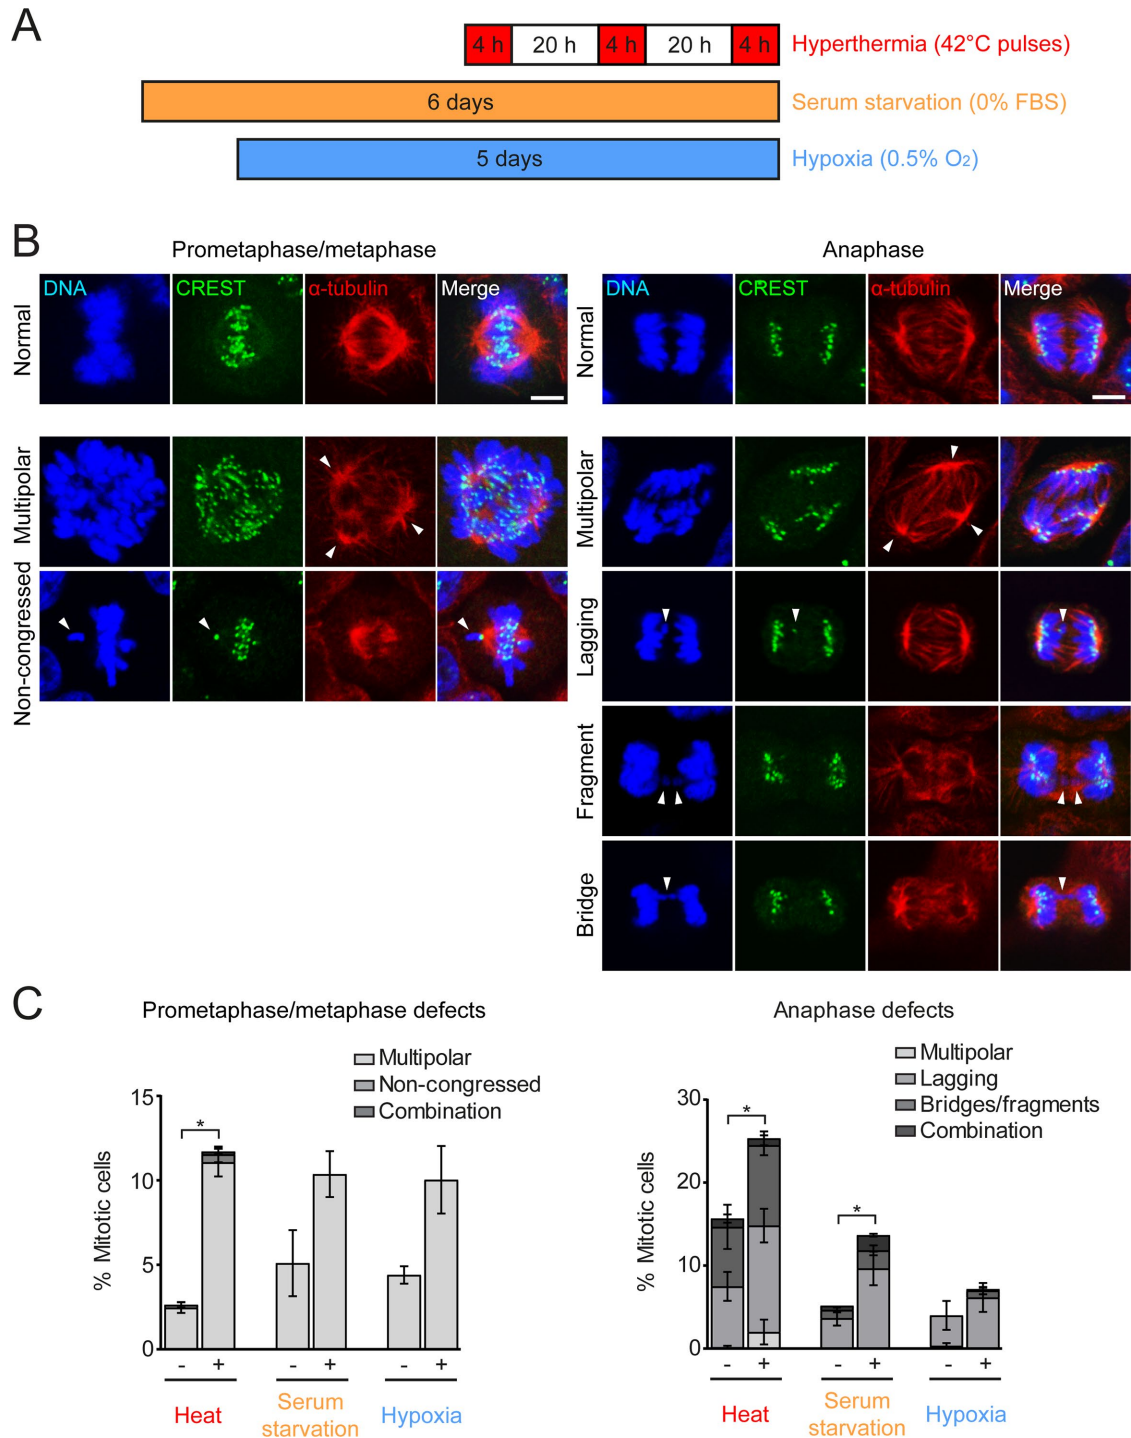 A
4 h
20 h
4 h
20 h
4 h
Hyperthermia (42°C pulses)
6 days
Serum starvation (0% FBS)
5 days
Hypoxia (0.5% O2)
B
Prometaphase/metaphase
Normal
DNA
CREST
α-tubulin
Merge
Multipolar
Non-congressed
Anaphase
Normal
DNA
CREST
α-tubulin
Merge
Multipolar
Lagging
Fragment
Bridge
C
Prometaphase/metaphase defects
Multipolar
Non-congressed
Combination
% Mitotic cells
15
10
5
0
*
- + - + - +
Heat
Serum
starvation
Hypoxia
Anaphase defects
Multipolar
Lagging
Bridges/fragments
Combination
% Mitotic cells
30
20
10
0
*
*
- + - + - +
Heat
Serum
starvation
Hypoxia